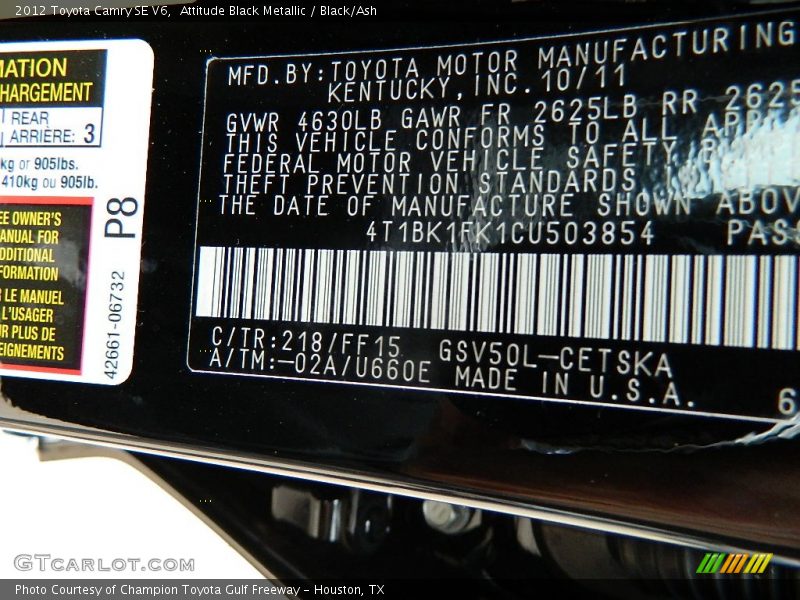 2012 Toyota Camry SE V6, Attitude Black Metallic / Black/Ash
MATION
HARGEMENT
REAR
ARRIÈRE: 3
kg or 905lbs.
410kg ou 905lb.
EE OWNER'S
ANUAL FOR
DDITIONAL
FORMATION
LE MANUEL
L'USAGER
UR PLUS DE
EIGNEMENTS
P8
42661-06732
MFD.BY:TOYOTA MOTOR MANUFACTURING
KENTUCKY,INC.10/11
GVWR 4630LB GAWR FR 2625LB RR 2625
THIS VEHICLE CONFORMS TO ALL APP
FEDERAL MOTOR VEHICLE SAFETY
THEFT PREVENTION STANDARDS
THE DATE OF MANUFACTURE SHOWN ABOV
4T1BK1FK1CU503854 PAS
C/TR:218/FF15 GSV50L-CETSKA
A/TM:-02A/U660E MADE IN U.S.A.
6
GTcarlot.com
Photo Courtesy of Champion Toyota Gulf Freeway - Houston, TX